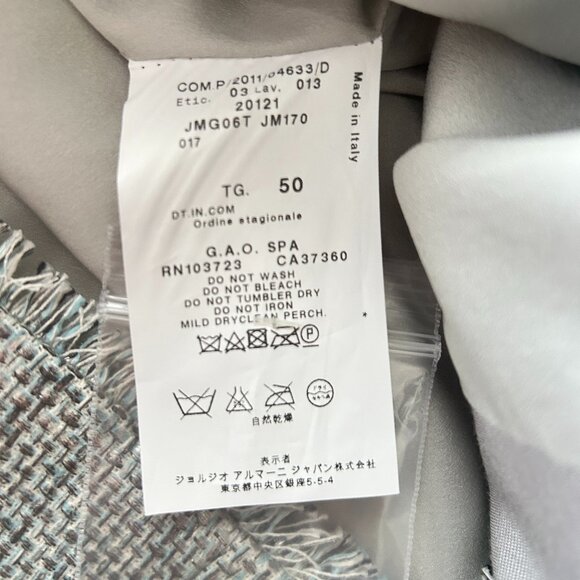 COM.P/2011/04633/D
Etic. 03 Lav. 013
20121
JMG06T JM170
017
Made in Italy
TG. 50
DT.IN.COM
Ordine stagionale
G.A.O. SPA
RN103723 CA37360
DO NOT WASH
DO NOT BLEACH
DO NOT TUMBLER DRY
DO NOT IRON
MILD DRYCLEAN PERCH. *
P
ドライ
自然乾燥
表示者
ジョルジオ アルマーニ ジャパン株式会社
東京都中央区銀座5-5-4